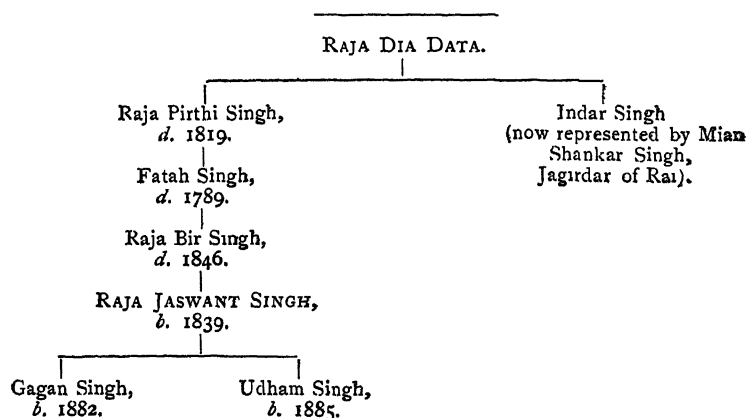 RAJA DIA DATA.
Raja Pirthi Singh,
d. 1819.
Indar Singh
(now represented by Mian
Shankar Singh,
Jagirdar of Rai).
Fatah Singh,
d. 1789.
Raja Bir Singh,
d. 1846.
RAJA JASWANT SINGH,
b. 1839.
Gagan Singh,
b. 1882.
Udham Singh,
b. 1885.